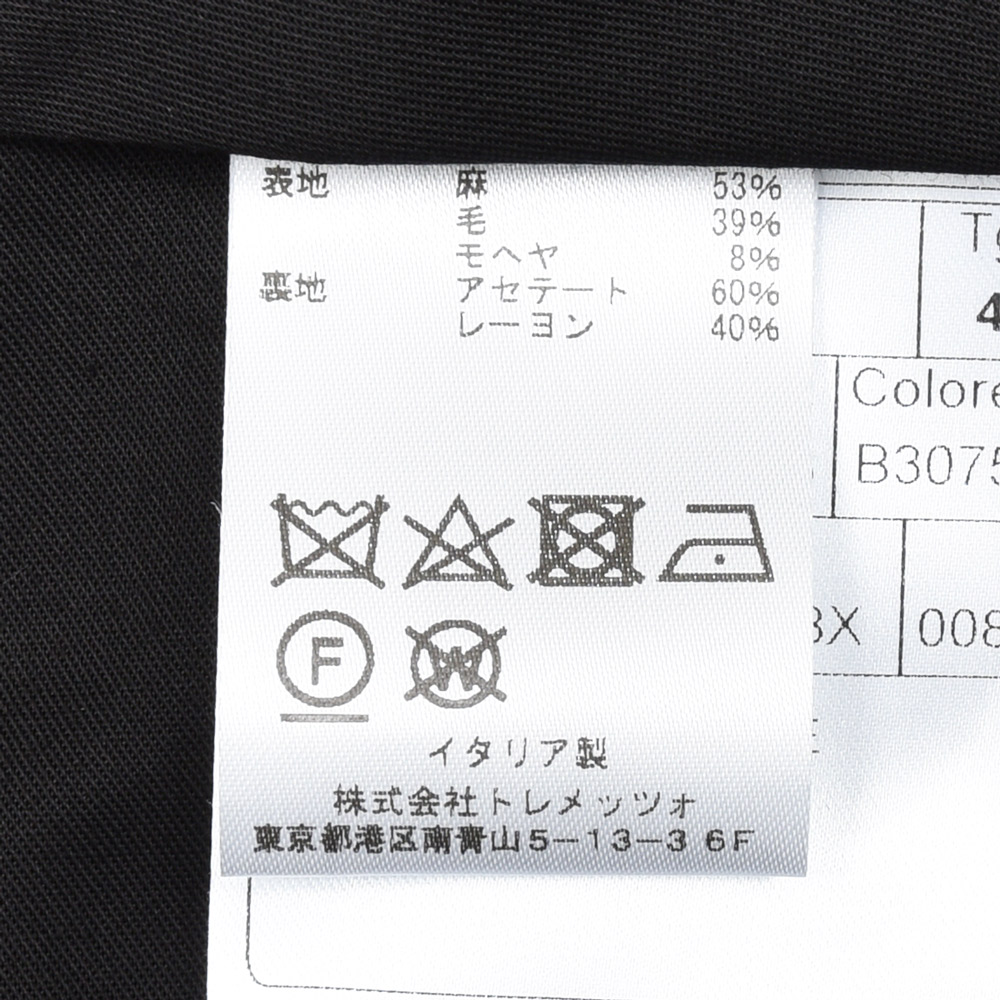 表地 麻 53%
毛 39%
モヘヤ 8%
裏地 アセテート 60%
レーヨン 40%
F
W
イタリア製
株式会社トレメッツォ
東京都港区南青山5-13-3 6F
Colore
B3075
008